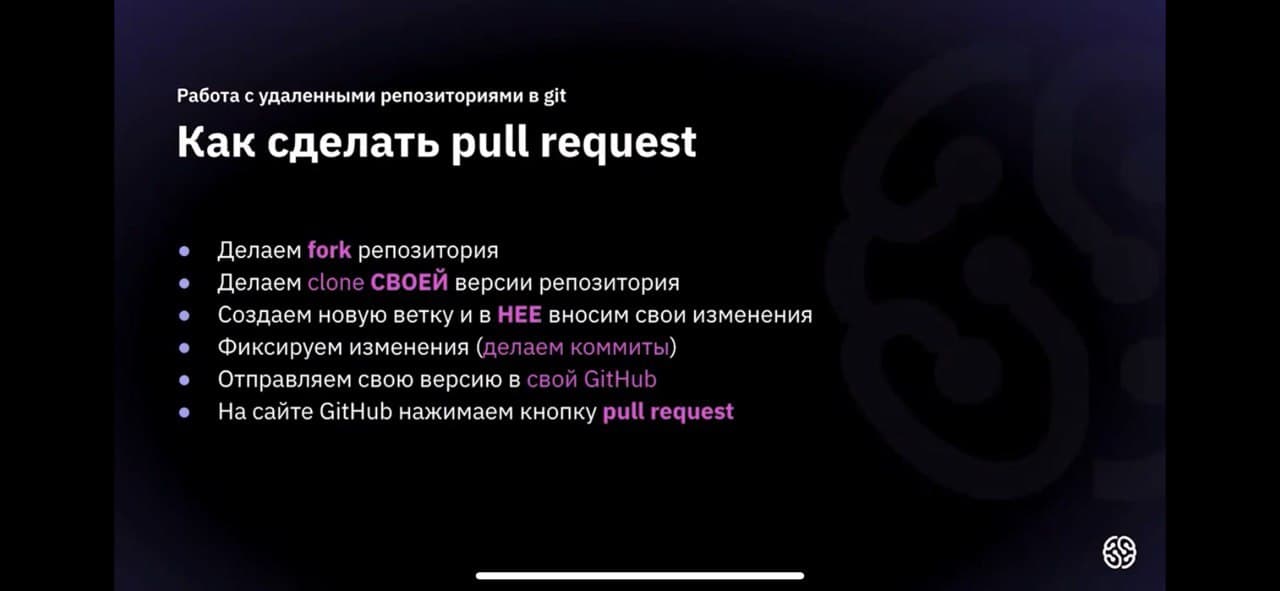 Работа с удаленными репозиториями в git
Как сделать pull request
● Делаем fork репозитория
● Делаем clone СВОЕЙ версии репозитория
● Создаем новую ветку и в НЕЕ вносим свои изменения
● Фиксируем изменения (делаем коммиты)
● Отправляем свою версию в свой GitHub
● На сайте GitHub нажимаем кнопку pull request